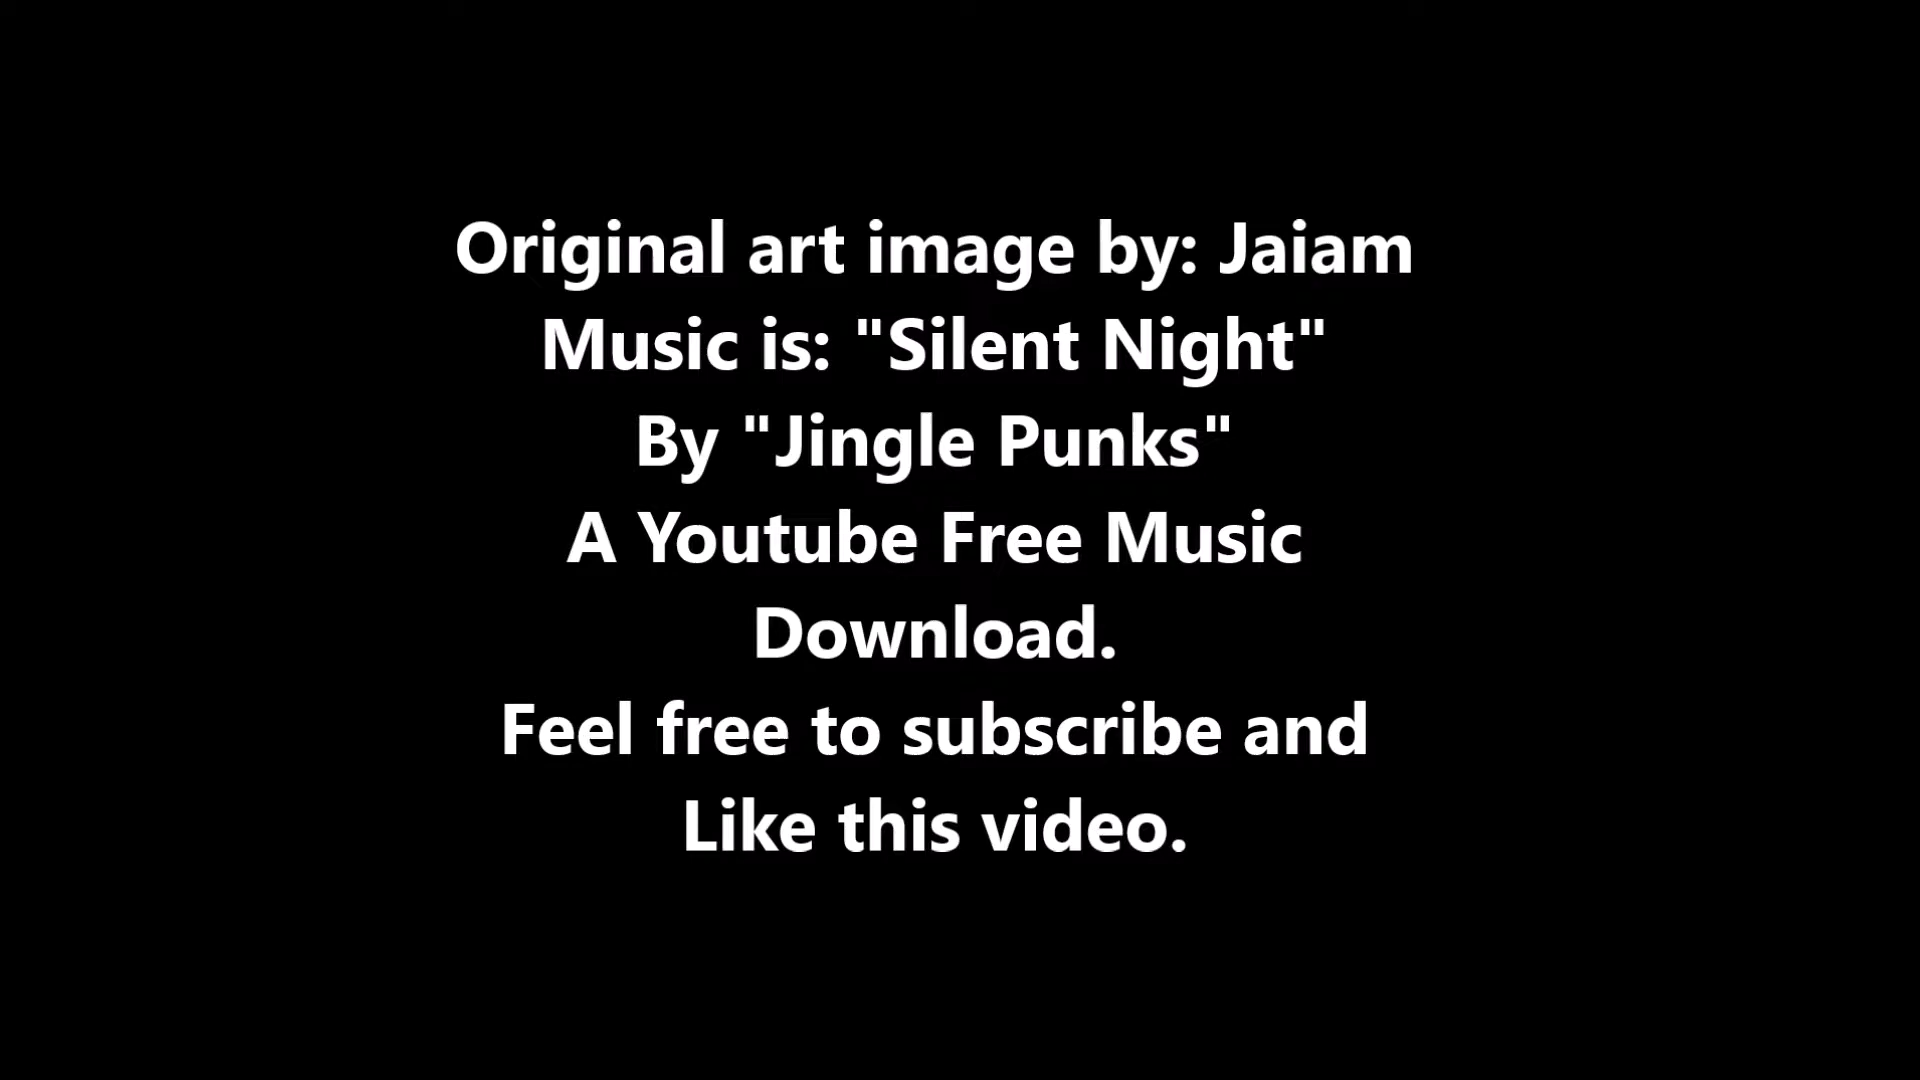 Original art image by: Jaiam
Music is: "Silent Night"
By "Jingle Punks"
A Youtube Free Music
Download.
Feel free to subscribe and
Like this video.